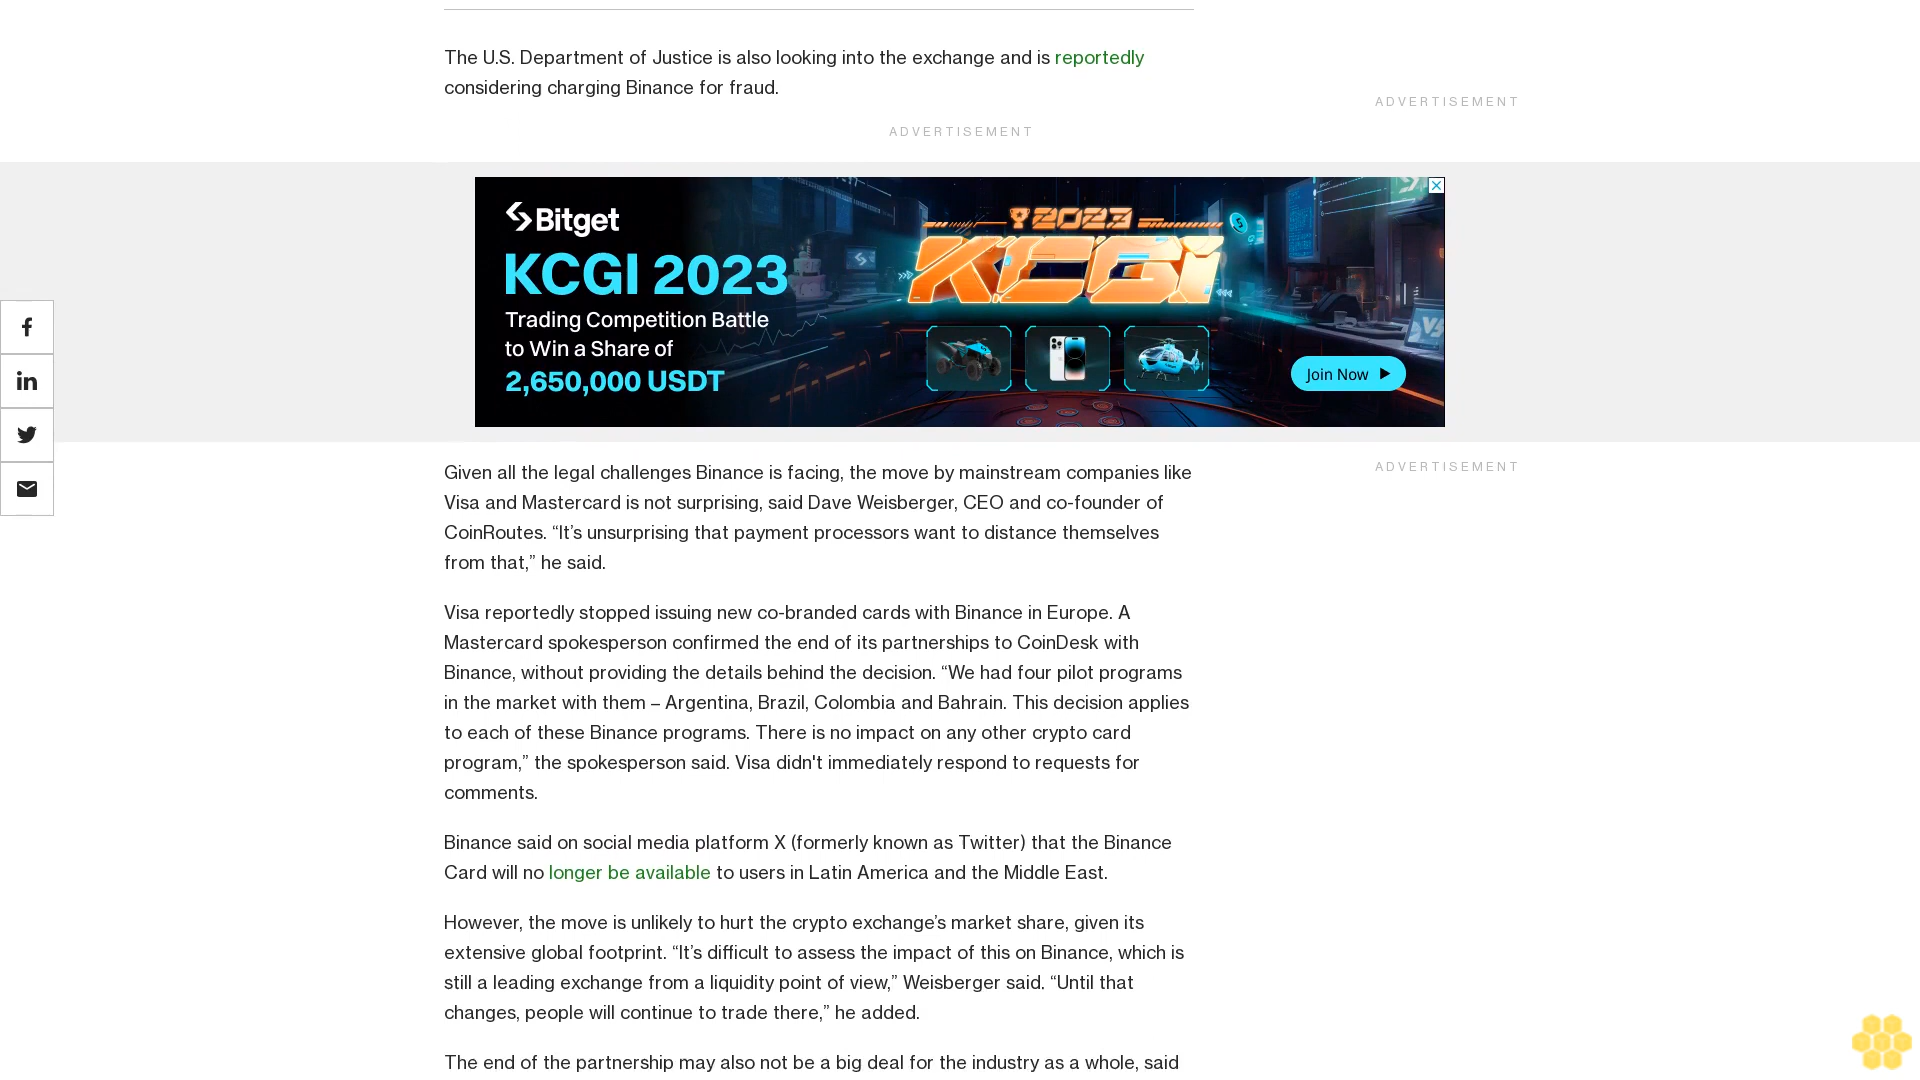 The U.S. Department of Justice is also looking into the exchange and is reportedly
considering charging Binance for fraud.
ADVERTISEMENT
ADVERTISEMENT
Bitget
KCGI 2023
Trading Competition Battle
to Win a Share of
2,650,000 USDT
2023
KCGI
Join Now
Given all the legal challenges Binance is facing, the move by mainstream companies like
Visa and Mastercard is not surprising, said Dave Weisberger, CEO and co-founder of
CoinRoutes. “It’s unsurprising that payment processors want to distance themselves
from that,” he said.
ADVERTISEMENT
Visa reportedly stopped issuing new co-branded cards with Binance in Europe. A
Mastercard spokesperson confirmed the end of its partnerships to CoinDesk with
Binance, without providing the details behind the decision. “We had four pilot programs
in the market with them – Argentina, Brazil, Colombia and Bahrain. This decision applies
to each of these Binance programs. There is no impact on any other crypto card
program,” the spokesperson said. Visa didn't immediately respond to requests for
comments.
Binance said on social media platform X (formerly known as Twitter) that the Binance
Card will no longer be available to users in Latin America and the Middle East.
However, the move is unlikely to hurt the crypto exchange’s market share, given its
extensive global footprint. “It’s difficult to assess the impact of this on Binance, which is
still a leading exchange from a liquidity point of view,” Weisberger said. “Until that
changes, people will continue to trade there,” he added.
The end of the partnership may also not be a big deal for the industry as a whole, said